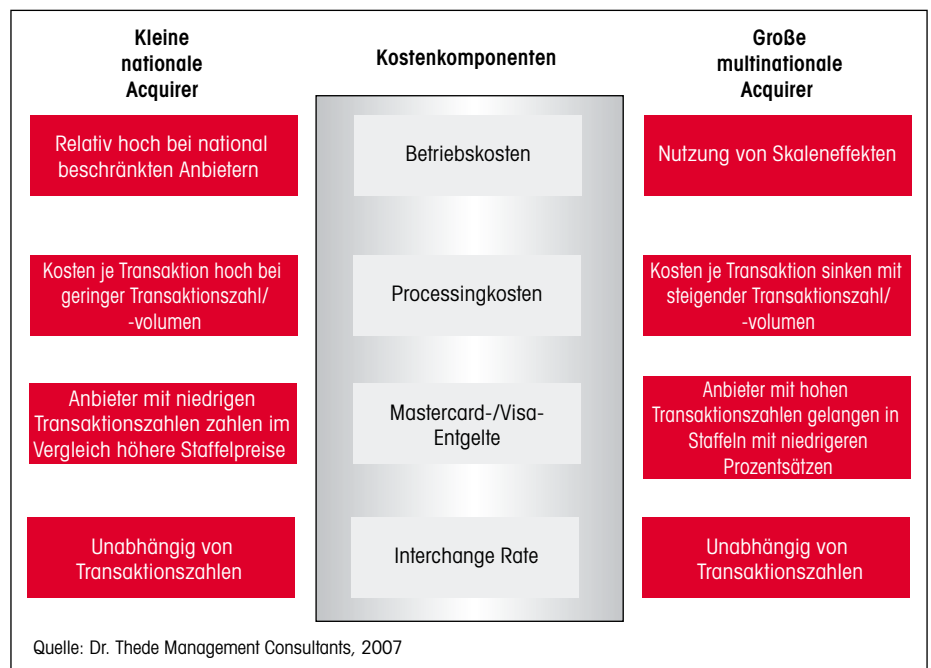 Kleine
nationale
Acquirer
Kostenkomponenten
Große
multinationale
Acquirer
Relativ hoch bei national
beschränkten Anbietern
Betriebskosten
Nutzung von Skaleneffekten
Kosten je Transaktion hoch bei
geringer Transaktionszahl/
-volumen
Processingkosten
Kosten je Transaktion sinken mit
steigender Transaktionszahl/
-volumen
Anbieter mit niedrigen
Transaktionszahlen zahlen im
Vergleich höhere Staffelpreise
Mastercard-/Visa-
Entgelte
Anbieter mit hohen
Transaktionszahlen gelangen in
Staffeln mit niedrigeren
Prozentsätzen
Unabhängig von
Transaktionszahlen
Interchange Rate
Unabhängig von
Transaktionszahlen
Quelle: Dr. Thede Management Consultants, 2007